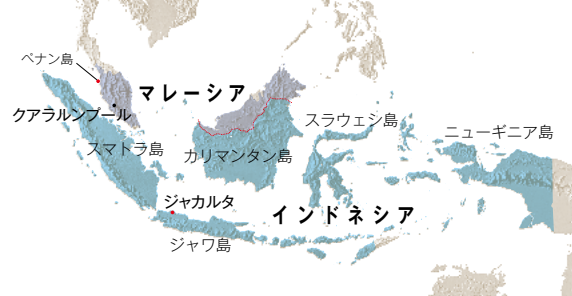 ペナン島
マレーシア
クアラルンプール
スラウェシ島
ニューギニア島
スマトラ島
カリマンタン島
ジャカルタ
インドネシア
ジャワ島